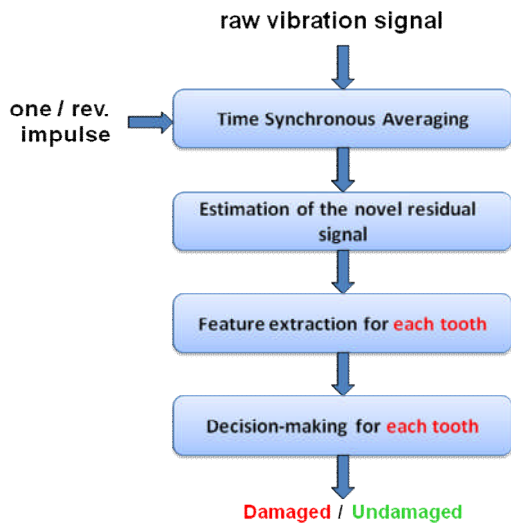 raw vibration signal
one / rev.
impulse
Time Synchronous Averaging
Estimation of the novel residual
signal
Feature extraction for each tooth
Decision-making for each tooth
Damaged / Undamaged